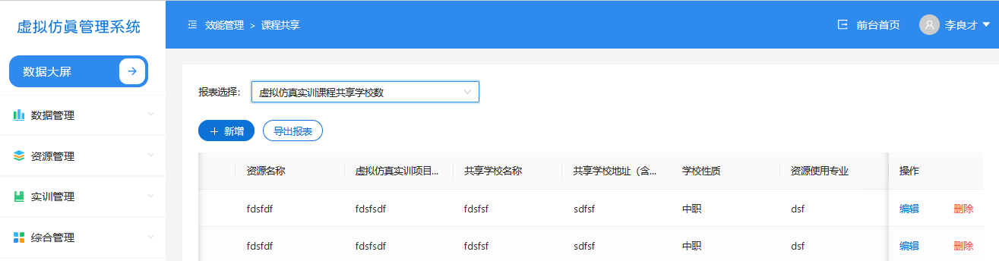 虚拟仿真管理系统
效能管理 > 课程共享
前台首页
李良才
数据大屏
数据管理
资源管理
实训管理
综合管理
报表选择：
虚拟仿真实训课程共享学校数
新增
导出报表
资源名称 虚拟仿真实训项目... 共享学校名称 共享学校地址（含... 学校性质 资源使用专业 操作
fdsfdf fdsfsdf fdsfsf sdfsf 中职 dsf 编辑 删除
fdsfdf fdsfsdf fdsfsf sdfsf 中职 dsf 编辑 删除